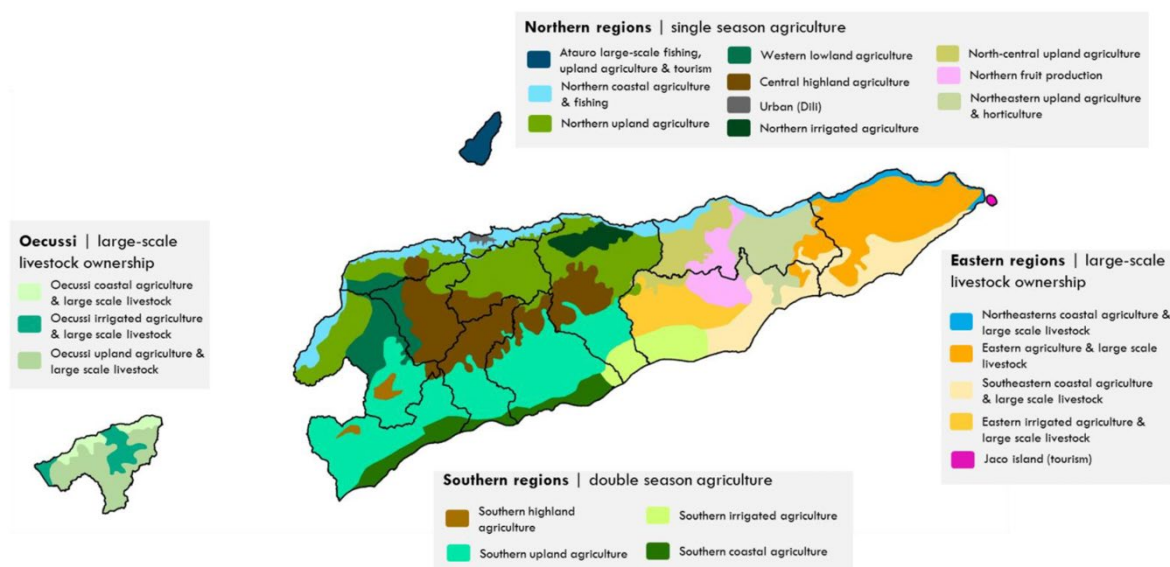 Northern regions | single season agriculture
Atauro large-scale fishing,
upland agriculture & tourism
Northern coastal agriculture
& fishing
Northern upland agriculture
Western lowland agriculture
Central highland agriculture
Urban (Dili)
Northern irrigated agriculture
North-central upland agriculture
Northern fruit production
Northeastern upland agriculture
& horticulture
Oecussi | large-scale
livestock ownership
Oecussi coastal agriculture
& large scale livestock
Oecussi irrigated agriculture
& large scale livestock
Oecussi upland agriculture &
large scale livestock
Eastern regions | large-scale
livestock ownership
Northeasterns coastal agriculture &
large scale livestock
Eastern agriculture & large scale
livestock
Southeastern coastal agriculture
& large scale livestock
Eastern irrigated agriculture &
large scale livestock
Jaco island (tourism)
Southern regions | double season agriculture
Southern highland
agriculture
Southern upland agriculture
Southern irrigated agriculture
Southern coastal agriculture